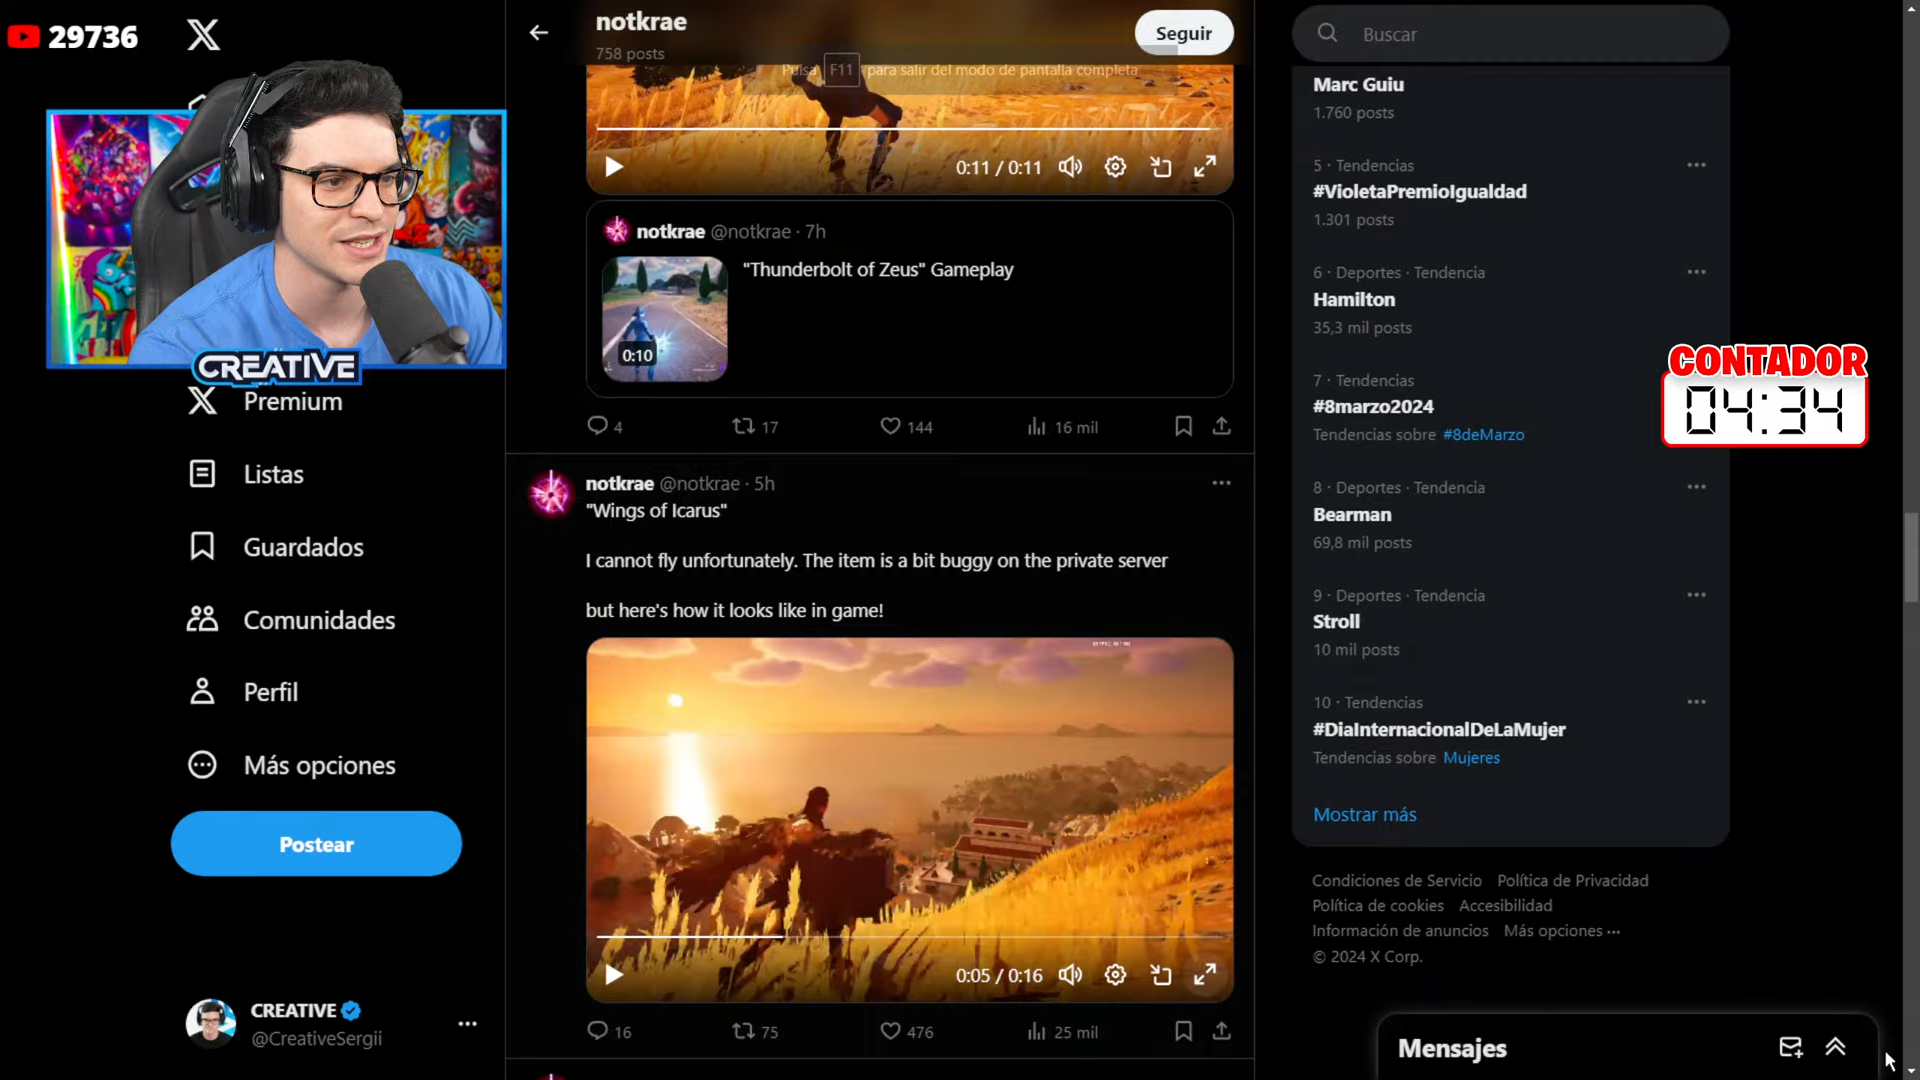 29736
CREATIVE
Premium
Listas
Guardados
Comunidades
Perfil
Más opciones
Postear
CREATIVE
@CreativeSergii
notkrae
758 posts
Seguir
Pulsa F11 para salir del modo de pantalla completa
0:11 / 0:11
notkrae @notkrae · 7h
"Thunderbolt of Zeus" Gameplay
0:10
4 17 144 16 mil
notkrae @notkrae · 5h
"Wings of Icarus"
I cannot fly unfortunately. The item is a bit buggy on the private server
but here's how it looks like in game!
0:05 / 0:16
16 75 476 25 mil
Buscar
Marc Guiu
1.760 posts
5 · Tendencias
#VioletaPremioIgualdad
1.301 posts
6 · Deportes · Tendencia
Hamilton
35,3 mil posts
7 · Tendencias
#8marzo2024
Tendencias sobre #8deMarzo
8 · Deportes · Tendencia
Bearman
69,8 mil posts
9 · Deportes · Tendencia
Stroll
10 mil posts
10 · Tendencias
#DiaInternacionalDeLaMujer
Tendencias sobre Mujeres
Mostrar más
Condiciones de Servicio Política de Privacidad
Política de cookies Accesibilidad
Información de anuncios Más opciones ···
© 2024 X Corp.
CONTADOR
04:34
Mensajes